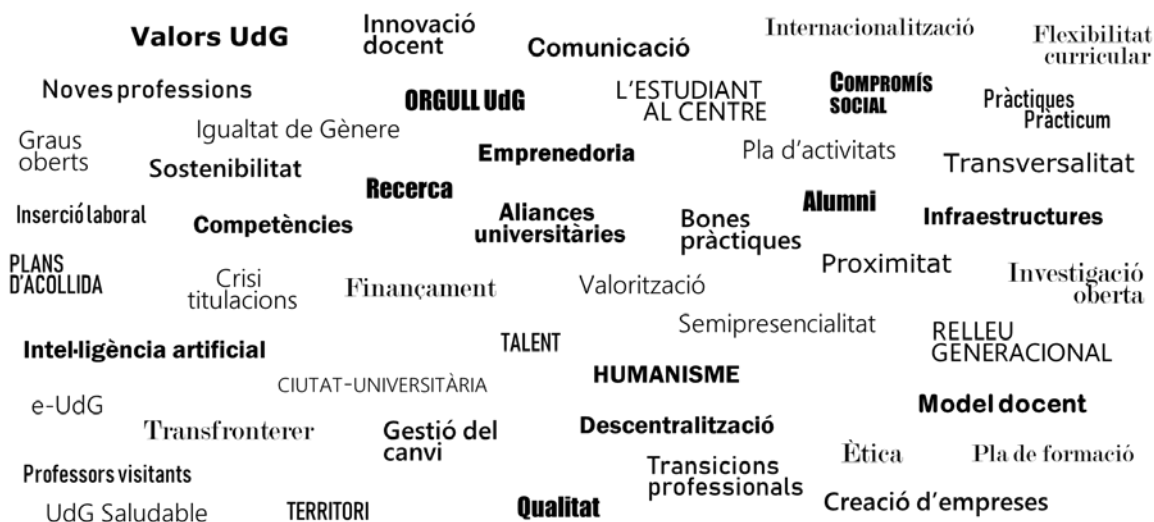 Valors UdG
Innovació
docent
Comunicació
Internacionalització
Flexibilitat
curricular
Noves professions
ORGULL UdG
L'ESTUDIANT
AL CENTRE
COMPROMÍS
SOCIAL
Pràctiques
Pràcticum
Graus
oberts
Igualtat de Gènere
Sostenibilitat
Emprenedoria
Pla d'activitats
Transversalitat
Recerca
Alumni
Inserció laboral
Competències
Aliances
universitàries
Bones
pràctiques
Infraestructures
PLANS
D'ACOLLIDA
Crisi
titulacions
Finançament
Valorització
Proximitat
Investigació
oberta
Semipresencialitat
RELLEU
GENERACIONAL
Intel·ligència artificial
TALENT
CIUTAT-UNIVERSITÀRIA
HUMANISME
e-UdG
Model docent
Transfronterer
Gestió del
canvi
Descentralització
Ètica
Pla de formació
Professors visitants
Transicions
professionals
Creació d'empreses
UdG Saludable
TERRITORI
Qualitat